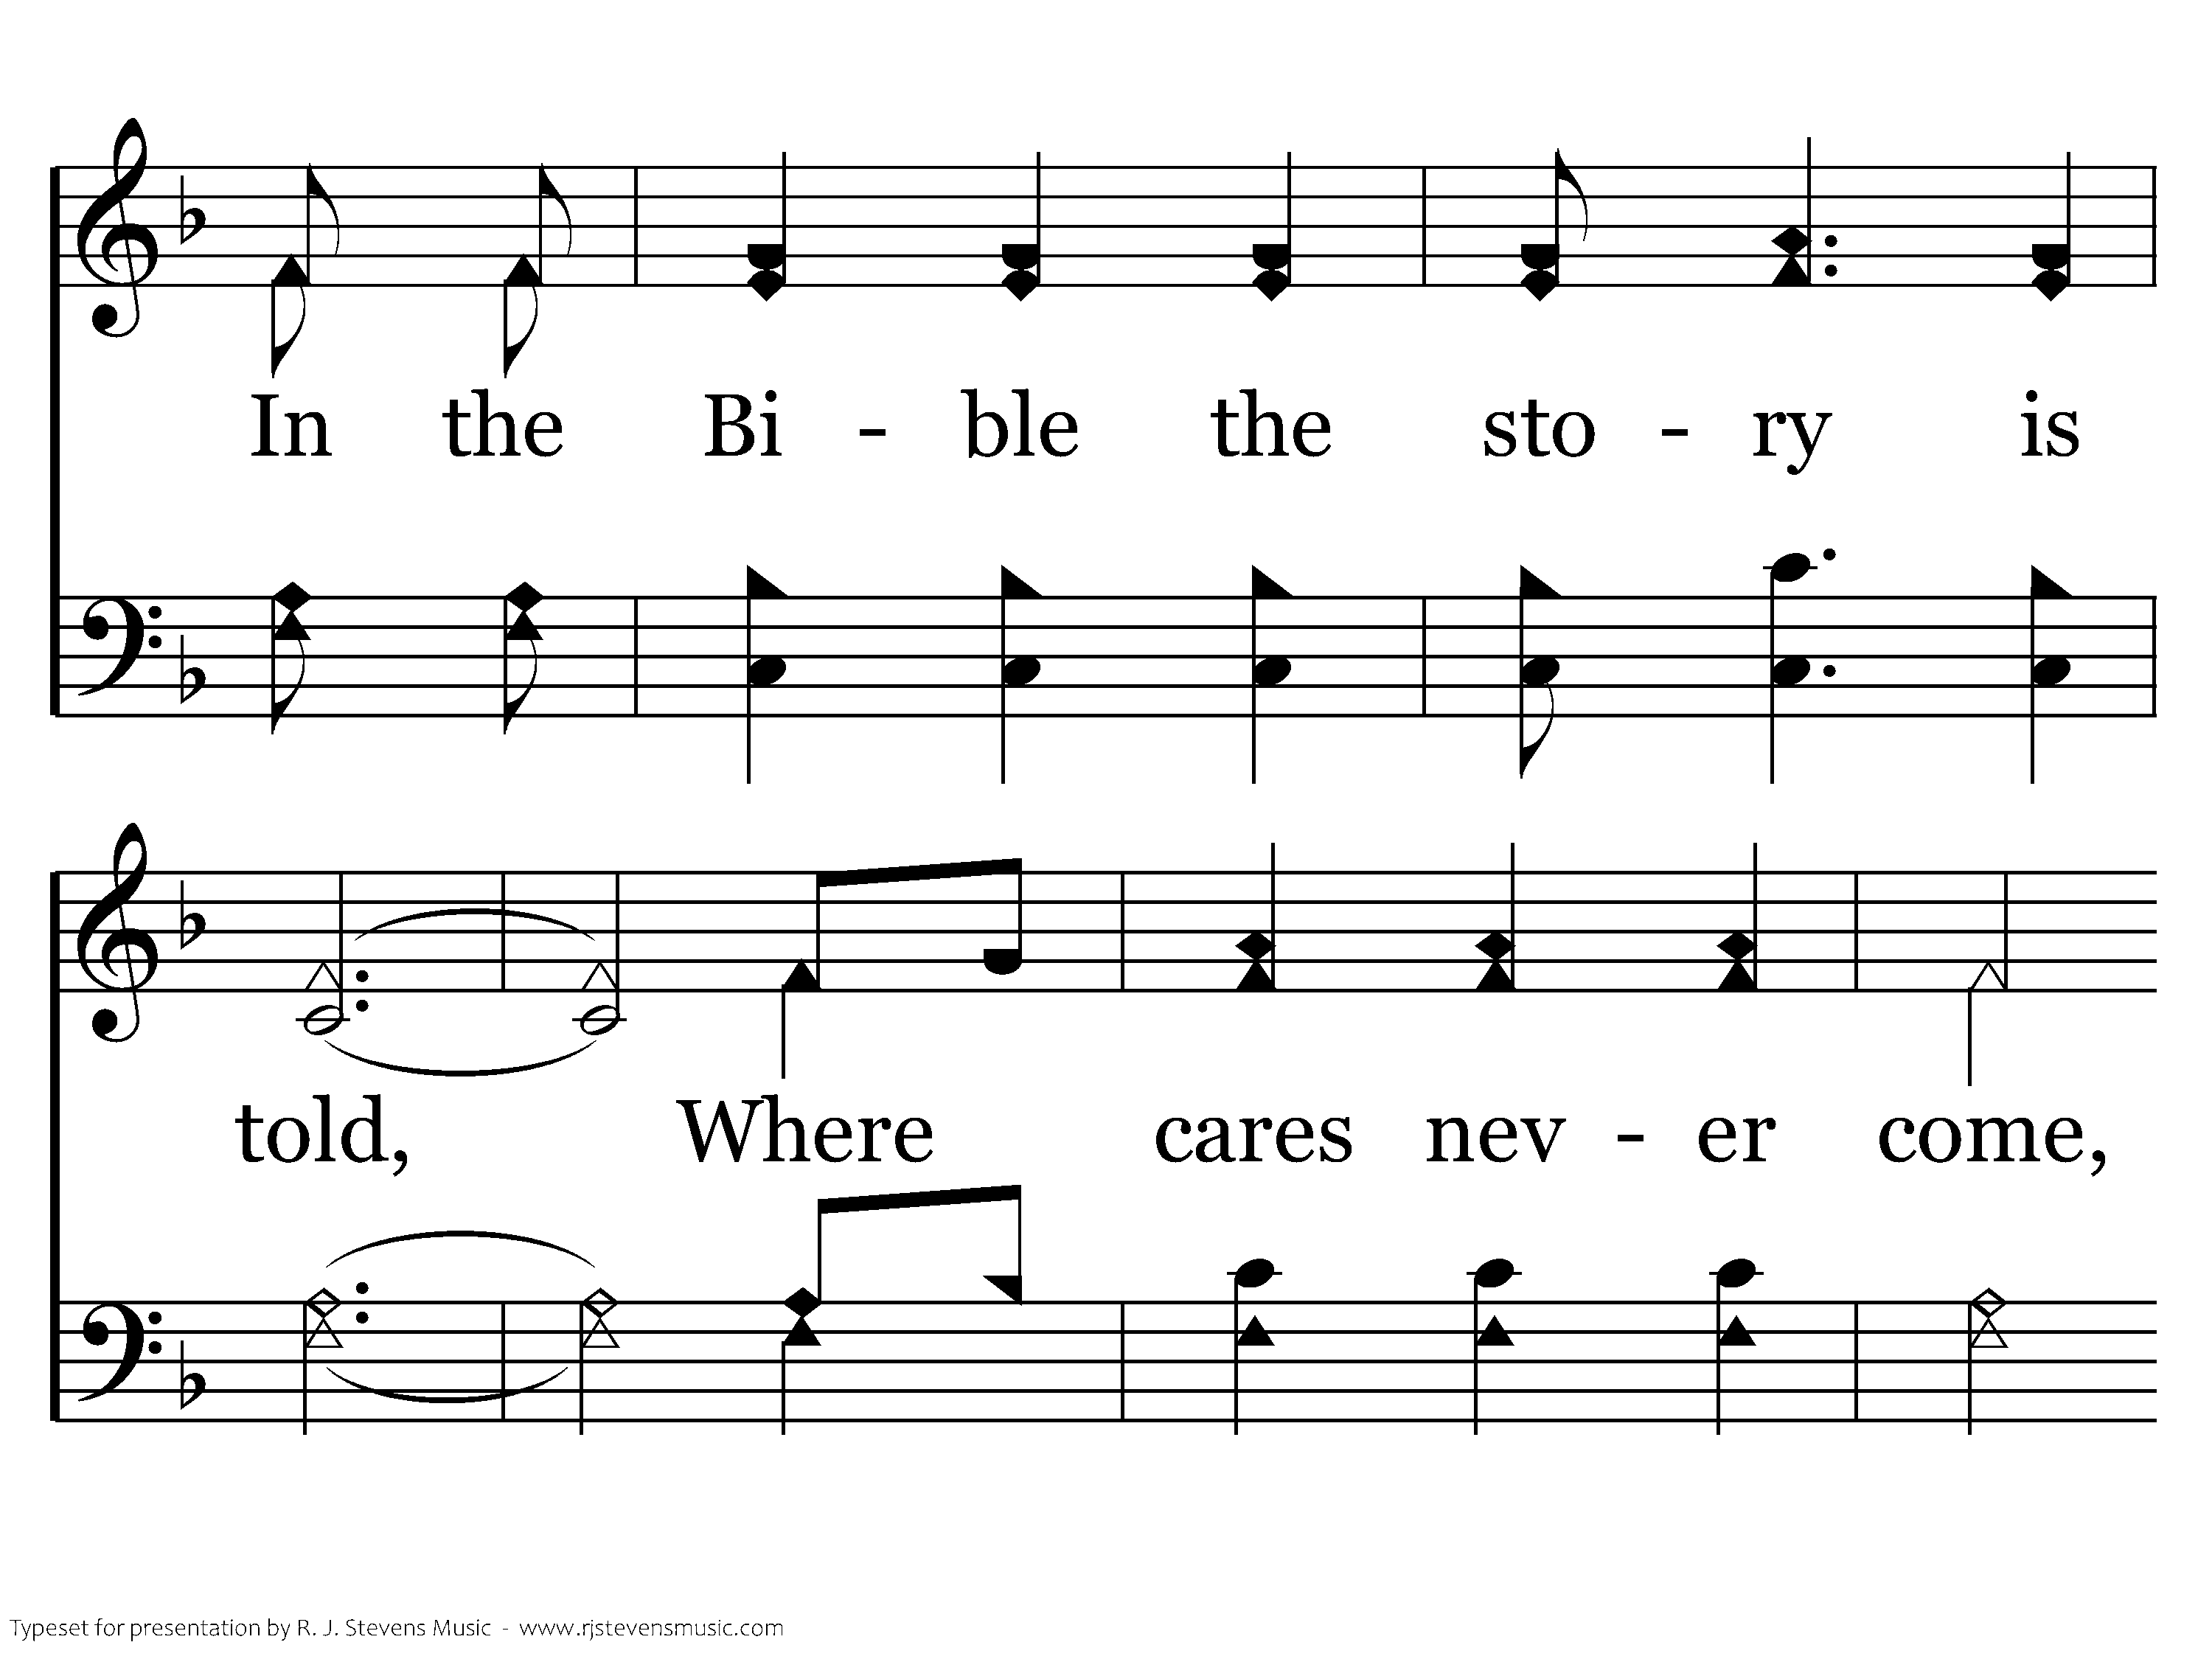 In the Bi - ble the sto - ry is
told, Where cares nev - er come,
Typeset for presentation by R. J. Stevens Music - www.rjstevensmusic.com